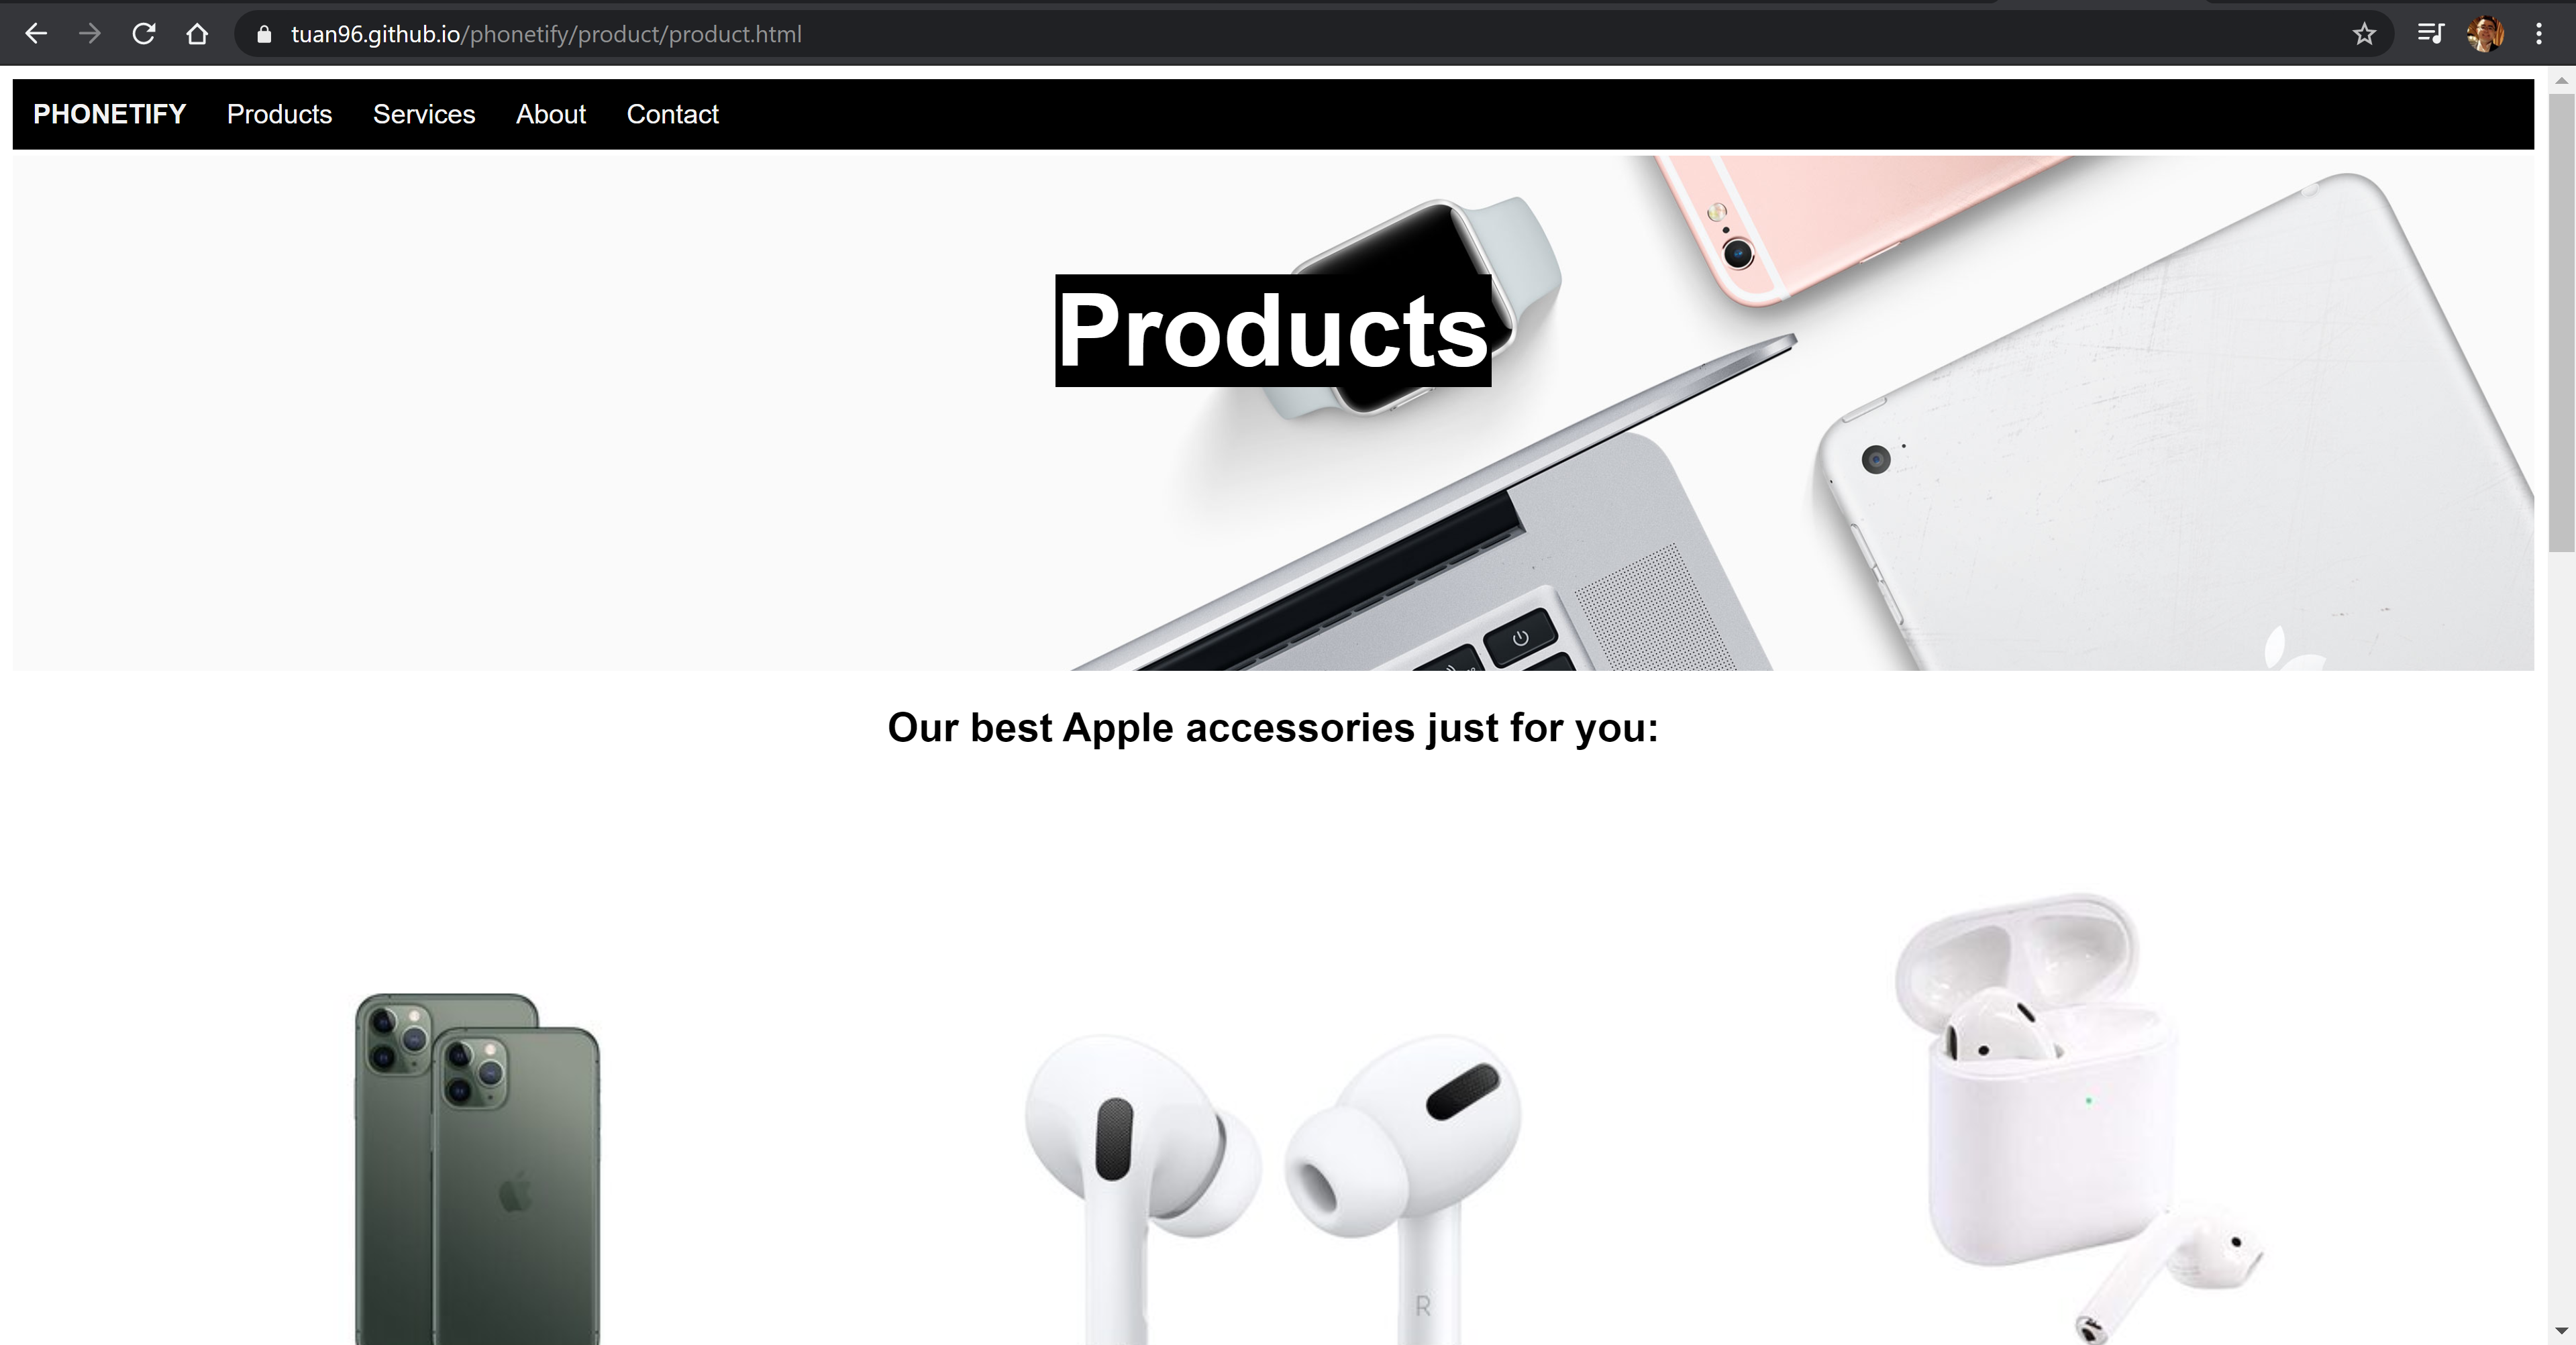 tuan96.github.io/phonetify/product/product.html
PHONETIFY Products Services About Contact
Products
Our best Apple accessories just for you:
R